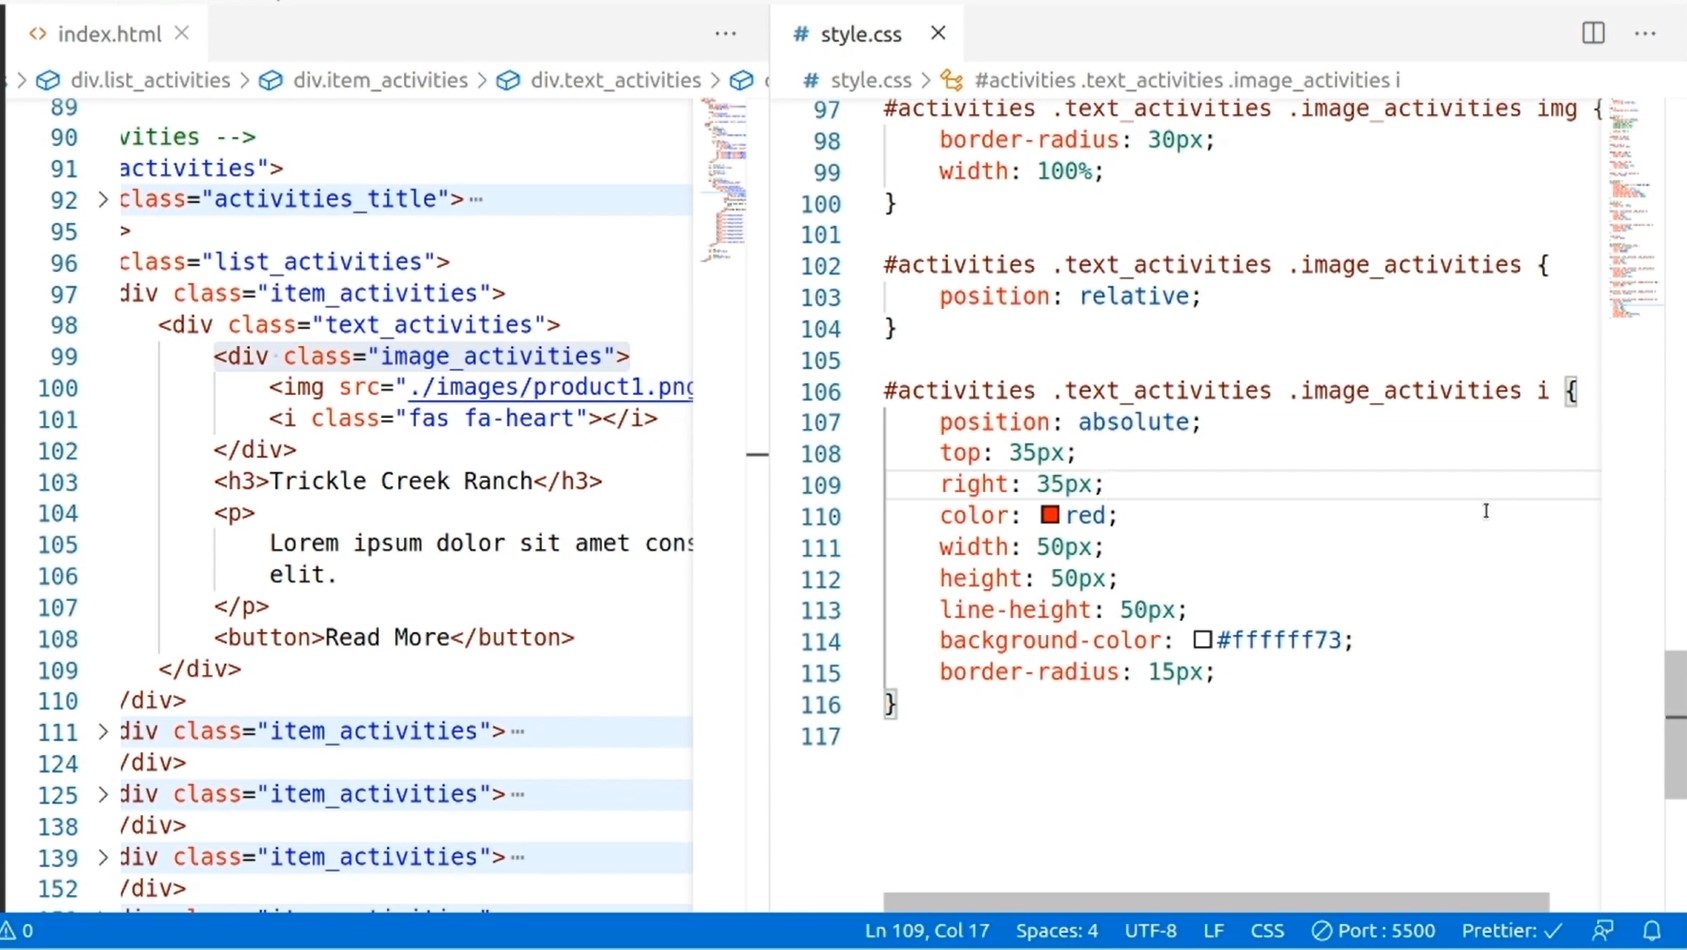 index.html
style.css
div.list_activities > div.item_activities > div.text_activities >
style.css > #activities .text_activities .image_activities i
89
90 vities -->
91 activities">
92 class="activities_title">
95 >
96 class="list_activities">
97 div class="item_activities">
98 <div class="text_activities">
99 <div class="image_activities">
100 <img src="./images/product1.png
101 <i class="fas fa-heart"></i>
102 </div>
103 <h3>Trickle Creek Ranch</h3>
104 <p>
105 Lorem ipsum dolor sit amet cons
106 elit.
107 </p>
108 <button>Read More</button>
109 </div>
110 /div>
111 div class="item_activities">
124 /div>
125 div class="item_activities">
138 /div>
139 div class="item_activities">
152 /div>
97 #activities .text_activities .image_activities img {
98 border-radius: 30px;
99 width: 100%;
100 }
101
102 #activities .text_activities .image_activities {
103 position: relative;
104 }
105
106 #activities .text_activities .image_activities i {
107 position: absolute;
108 top: 35px;
109 right: 35px;
110 color: red;
111 width: 50px;
112 height: 50px;
113 line-height: 50px;
114 background-color: #ffffff73;
115 border-radius: 15px;
116 }
117
0 Ln 109, Col 17 Spaces: 4 UTF-8 LF CSS Port : 5500 Prettier: ✓